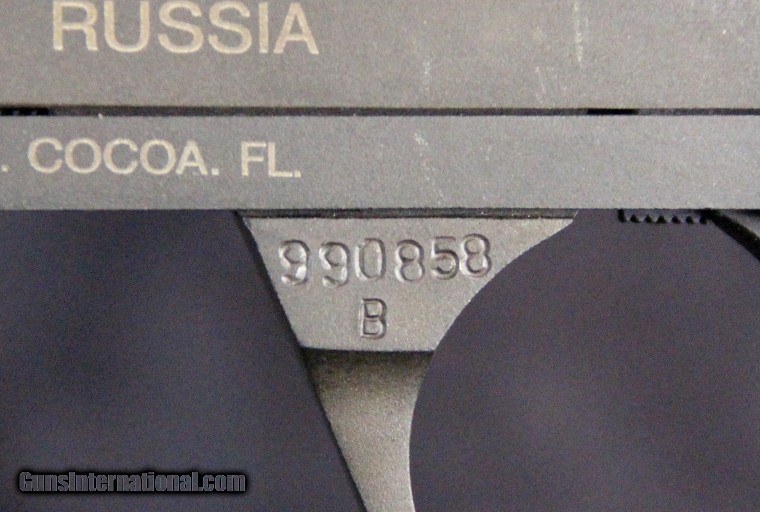 RUSSIA
. COCOA. FL.
990858
B
GunsInternational.com